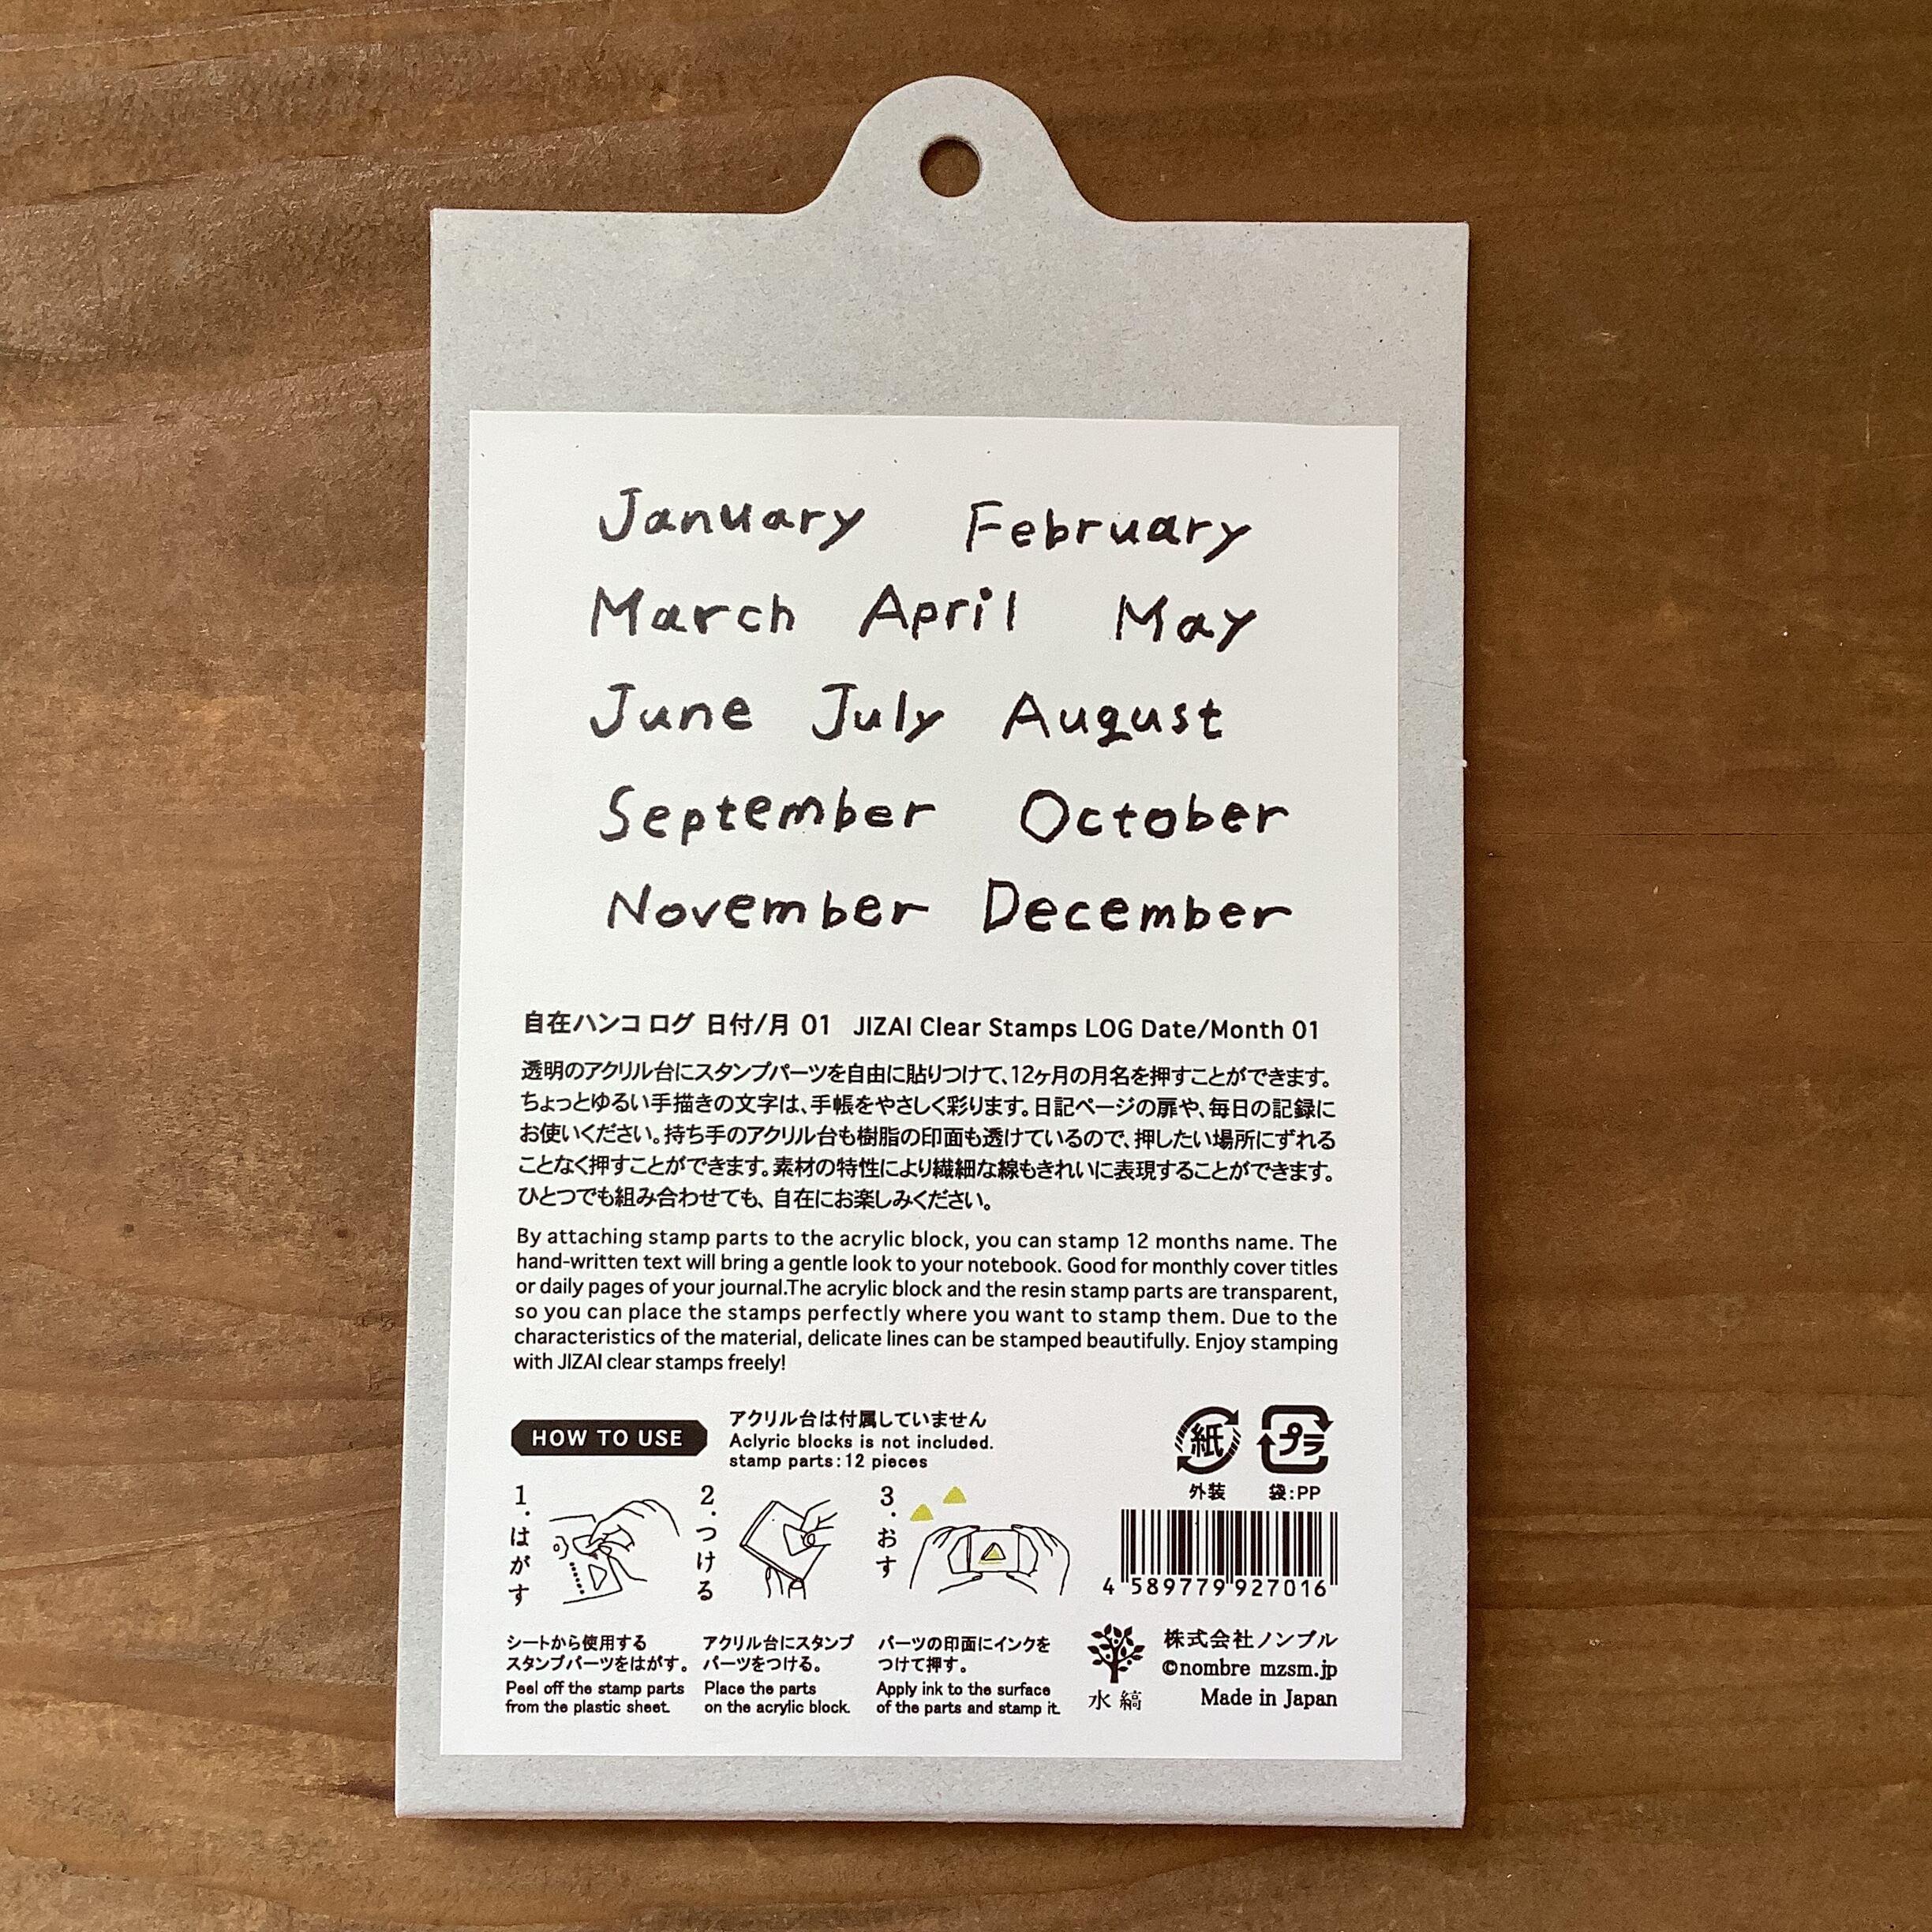 January February
March April May
June July August
September October
November December
自在ハンコ ログ 日付/月 01 JIZAI Clear Stamps LOG Date/Month 01
透明のアクリル台にスタンプパーツを自由に貼りつけて、12ヶ月の月名を押すことができます。
ちょっとゆるい手描きの文字は、手帳をやさしく彩ります。日記ページの扉や、毎日の記録に
お使いください。持ち手のアクリル台も樹脂の印面も透けているので、押したい場所にずれる
ことなく押すことができます。素材の特性により繊細な線もきれいに表現することができます。
ひとつでも組み合わせても、自在にお楽しみください。
By attaching stamp parts to the acrylic block, you can stamp 12 months name. The
hand-written text will bring a gentle look to your notebook. Good for monthly cover titles
or daily pages of your journal.The acrylic block and the resin stamp parts are transparent,
so you can place the stamps perfectly where you want to stamp them. Due to the
characteristics of the material, delicate lines can be stamped beautifully. Enjoy stamping
with JIZAI clear stamps freely!
HOW TO USE
アクリル台は付属していません
Aclyric blocks is not included.
stamp parts:12 pieces
紙 プラ
外装 袋:PP
1.はがす
2.つける
3.おす
4 589779 927016
シートから使用する
スタンプパーツをはがす。
Peel off the stamp parts
from the plastic sheet.
アクリル台にスタンプ
パーツをつける。
Place the parts
on the acrylic block.
パーツの印面にインクを
つけて押す。
Apply ink to the surface
of the parts and stamp it.
水縞
株式会社ノンブル
©nombre mzsm.jp
Made in Japan